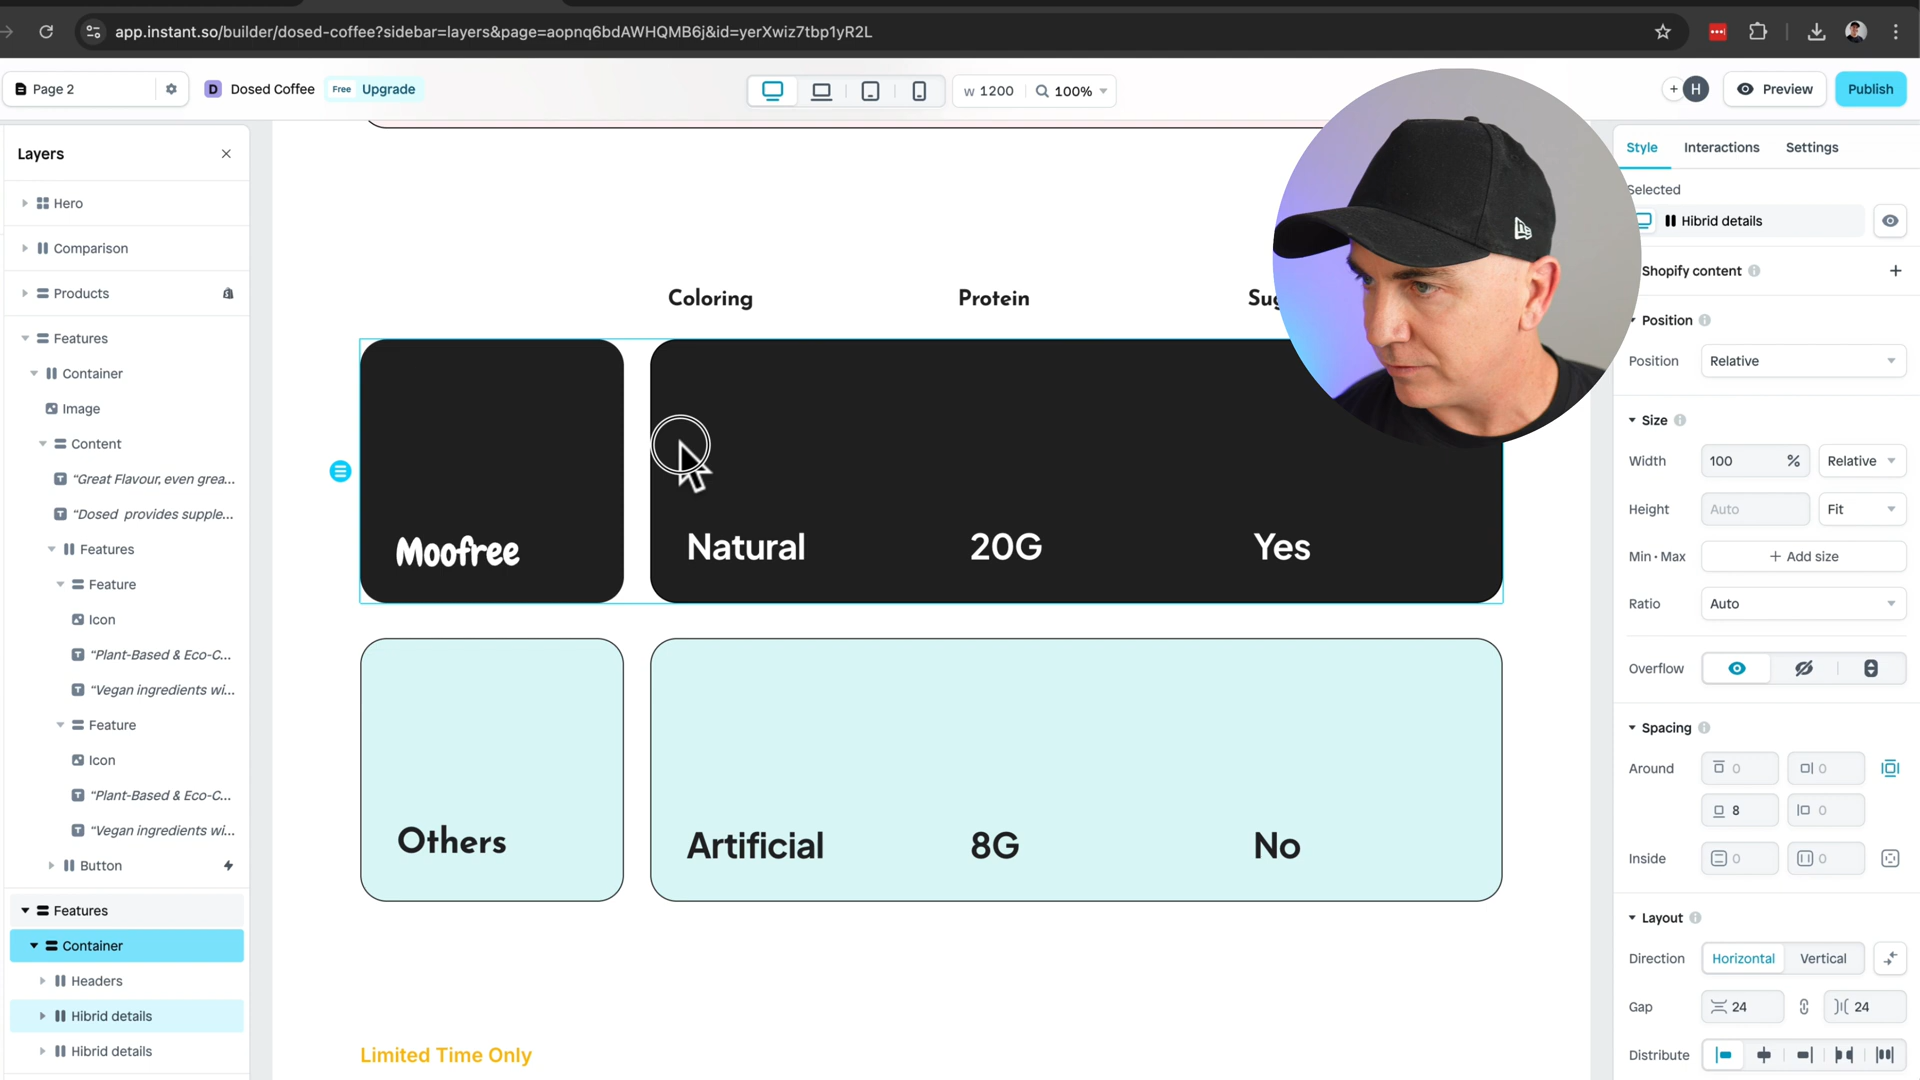 app.instant.so/builder/dosed-coffee?sidebar=layers&page=aopnq6bdAWHQMB6j&id=yerXwiz7tbp1yR2L
Page 2
D Dosed Coffee
Free Upgrade
W 1200
100%
+ H
Preview
Publish
Layers
Hero
Comparison
Products
Features
Container
Image
Content
“Great Flavour, even grea...
“Dosed provides supple...
Features
Feature
Icon
“Plant-Based & Eco-C...
“Vegan ingredients wi...
Feature
Icon
“Plant-Based & Eco-C...
“Vegan ingredients wi...
Button
Features
Container
Headers
Hibrid details
Hibrid details
Coloring Protein
Moofree
Natural 20G Yes
Others
Artificial 8G No
Limited Time Only
Style Interactions Settings
Selected
Hibrid details
Shopify content
Position
Position Relative
Size
Width 100 % Relative
Height Auto Fit
Min • Max + Add size
Ratio Auto
Overflow
Spacing
Around 0 0
8 0
Inside 0 0
Layout
Direction Horizontal Vertical
Gap 24 24
Distribute